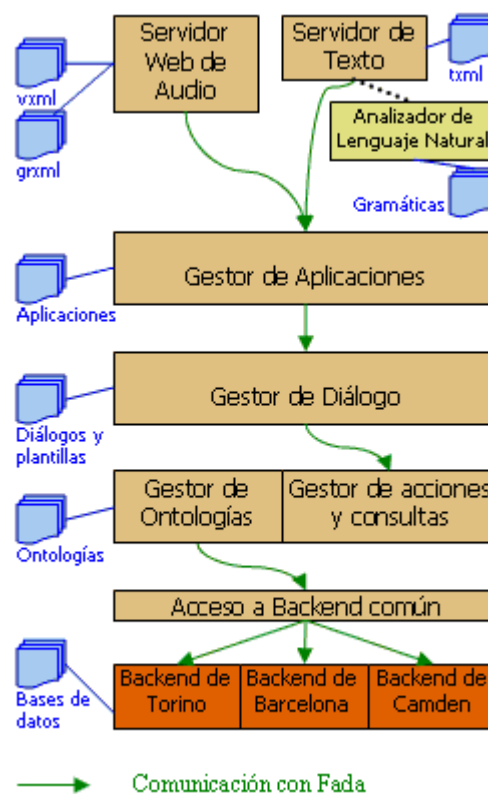 Servidor
Web de
Audio
Servidor de
Texto
vxml
txml
grxml
Analizador de
Lenguaje Natural
Gramáticas
Gestor de Aplicaciones
Aplicaciones
Gestor de Diálogo
Diálogos y
plantillas
Gestor de
Ontologías
Gestor de acciones
y consultas
Ontologías
Acceso a Backend común
Backend de
Torino
Backend de
Barcelona
Backend de
Camden
Bases de
datos
Comunicación con Fada